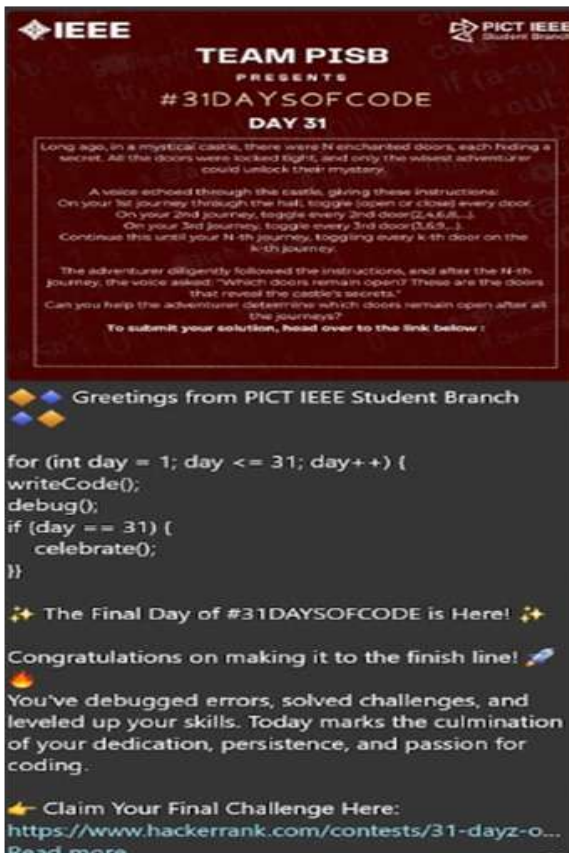 IEEE
PICT IEEE
Student Branch
TEAM PISB
PRESENTS
#31DAYSOFCODE
DAY 31
Long ago, in a mystical castle, there were N enchanted doors, each hiding a
secret. All the doors were locked tight, and only the wisest adventurer
could unlock their mystery.
A voice echoed through the castle, giving these instructions:
On your 1st journey through the hall, toggle (open or close) every door.
On your 2nd journey, toggle every 2nd door(2,4,6,8,...).
On your 3rd journey, toggle every 3rd door(3,6,9,...).
Continue this until your N-th journey, toggling every k-th door on the
k-th journey.
The adventurer diligently followed the instructions, and after the N-th
journey, the voice asked: "Which doors remain open? These are the doors
that reveal the castle's secrets."
Can you help the adventurer determine which doors remain open after all
the journeys?
To submit your solution, head over to the link below :
🔶🔷 Greetings from PICT IEEE Student Branch
🔷🔶
for (int day = 1; day <= 31; day++) {
writeCode();
debug();
if (day == 31) {
celebrate();
}}
✨ The Final Day of #31DAYSOFCODE is Here! ✨
Congratulations on making it to the finish line! 🚀
🔥
You've debugged errors, solved challenges, and
leveled up your skills. Today marks the culmination
of your dedication, persistence, and passion for
coding.
👉 Claim Your Final Challenge Here:
https://www.hackerrank.com/contests/31-dayz-o...
Read more